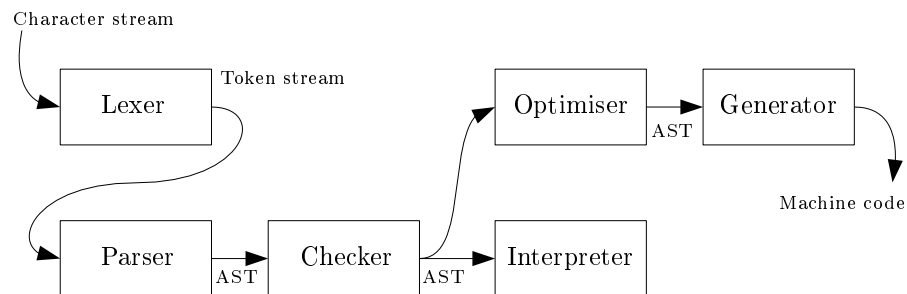 Character stream
Lexer
Token stream
Optimiser
AST
Generator
Machine code
Parser
AST
Checker
AST
Interpreter